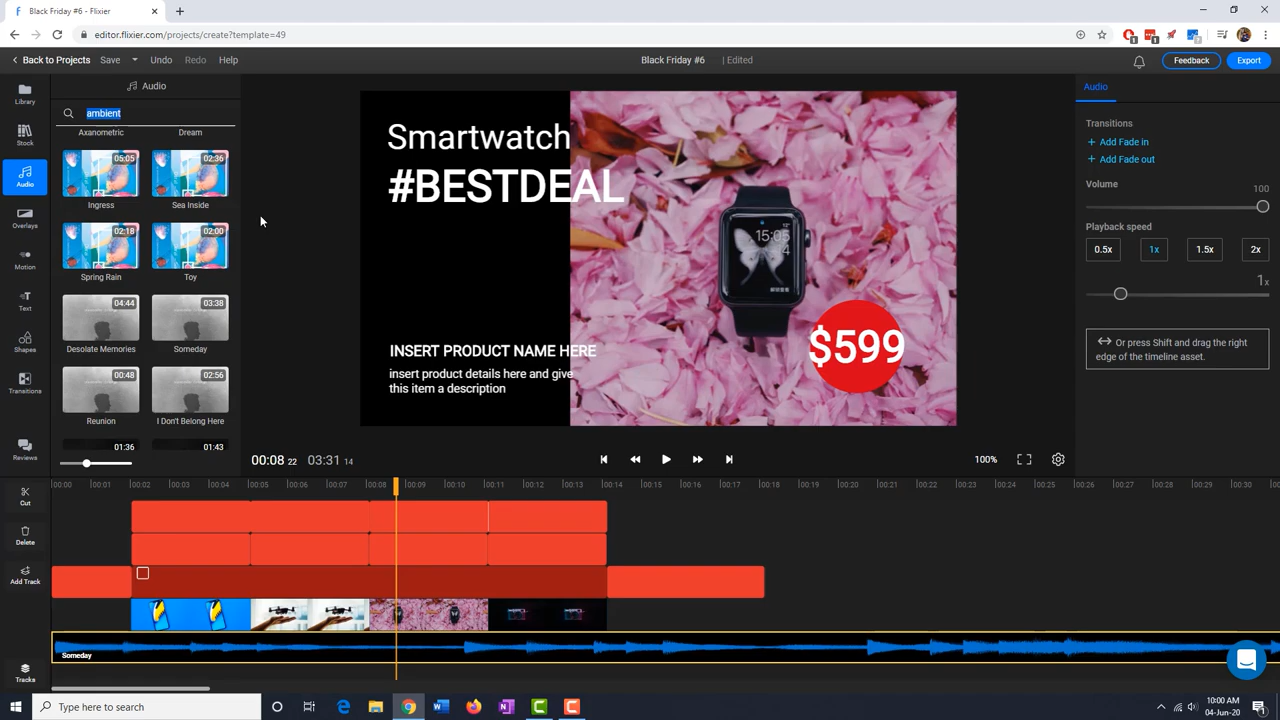 Black Friday #6 - Flixier
editor.flixier.com/projects/create?template=49
Back to Projects Save Undo Redo Help
Black Friday #6 | Edited
Feedback
Export
Library
Stock
Audio
Overlays
Motion
Text
Shapes
Transitions
Reviews
Audio
ambient
Axanometric Dream
05:05 02:36
Ingress Sea Inside
02:18 02:00
Spring Rain Toy
04:44 03:38
Desolate Memories Someday
00:48 02:56
Reunion I Don't Belong Here
01:36 01:43
Smartwatch
#BESTDEAL
INSERT PRODUCT NAME HERE
insert product details here and give
this item a description
15:05
$599
Audio
Transitions
+ Add Fade in
+ Add Fade out
Volume
100
Playback speed
0.5x 1x 1.5x 2x
1x
Or press Shift and drag the right
edge of the timeline asset.
00:08 22 03:31 14
100%
00:00 00:01 00:02 00:03 00:04 00:05 00:06 00:07 00:08 00:09 00:10 00:11 00:12 00:13 00:14 00:15 00:16 00:17 00:18 00:19 00:20 00:21 00:22 00:23 00:24 00:25 00:26 00:27 00:28 00:29 00:30
Cut
Delete
Add Track
Tracks
Someday
Type here to search
10:00 AM
04-Jun-20